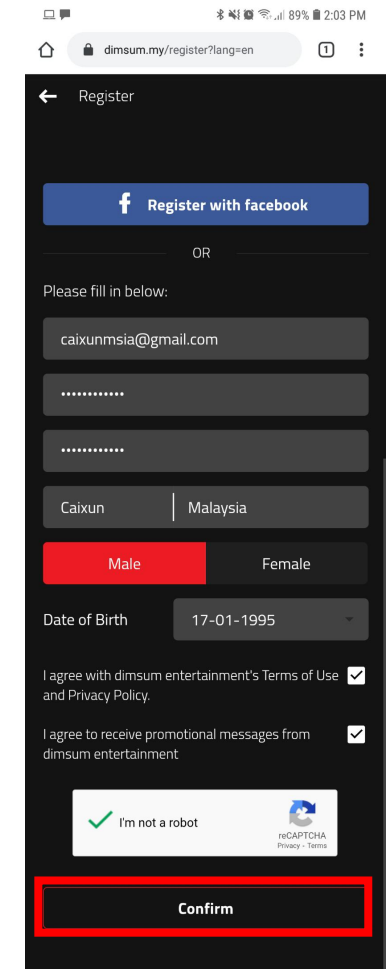 89% 2:03 PM
dimsum.my/register?lang=en 1
Register
f Register with facebook
OR
Please fill in below:
caixunmsia@gmail.com
••••••••••••
••••••••••••
Caixun Malaysia
Male Female
Date of Birth 17-01-1995
I agree with dimsum entertainment's Terms of Use
and Privacy Policy.
I agree to receive promotional messages from
dimsum entertainment
I'm not a robot
reCAPTCHA
Privacy - Terms
Confirm